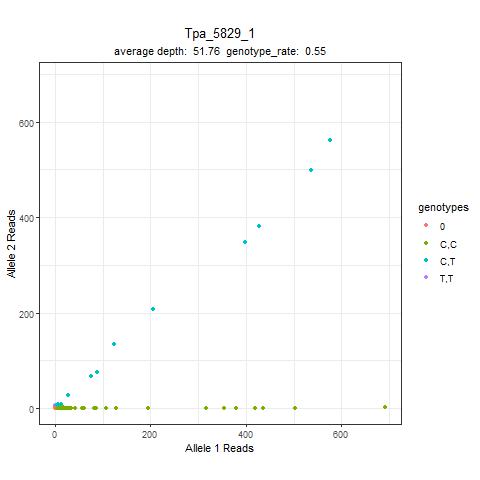 Tpa_5829_1
average depth:  51.76  genotype_rate:  0.55
600
400
200
0
Allele 2 Reads
0
200
400
600
Allele 1 Reads
genotypes
0
C,C
C,T
T,T